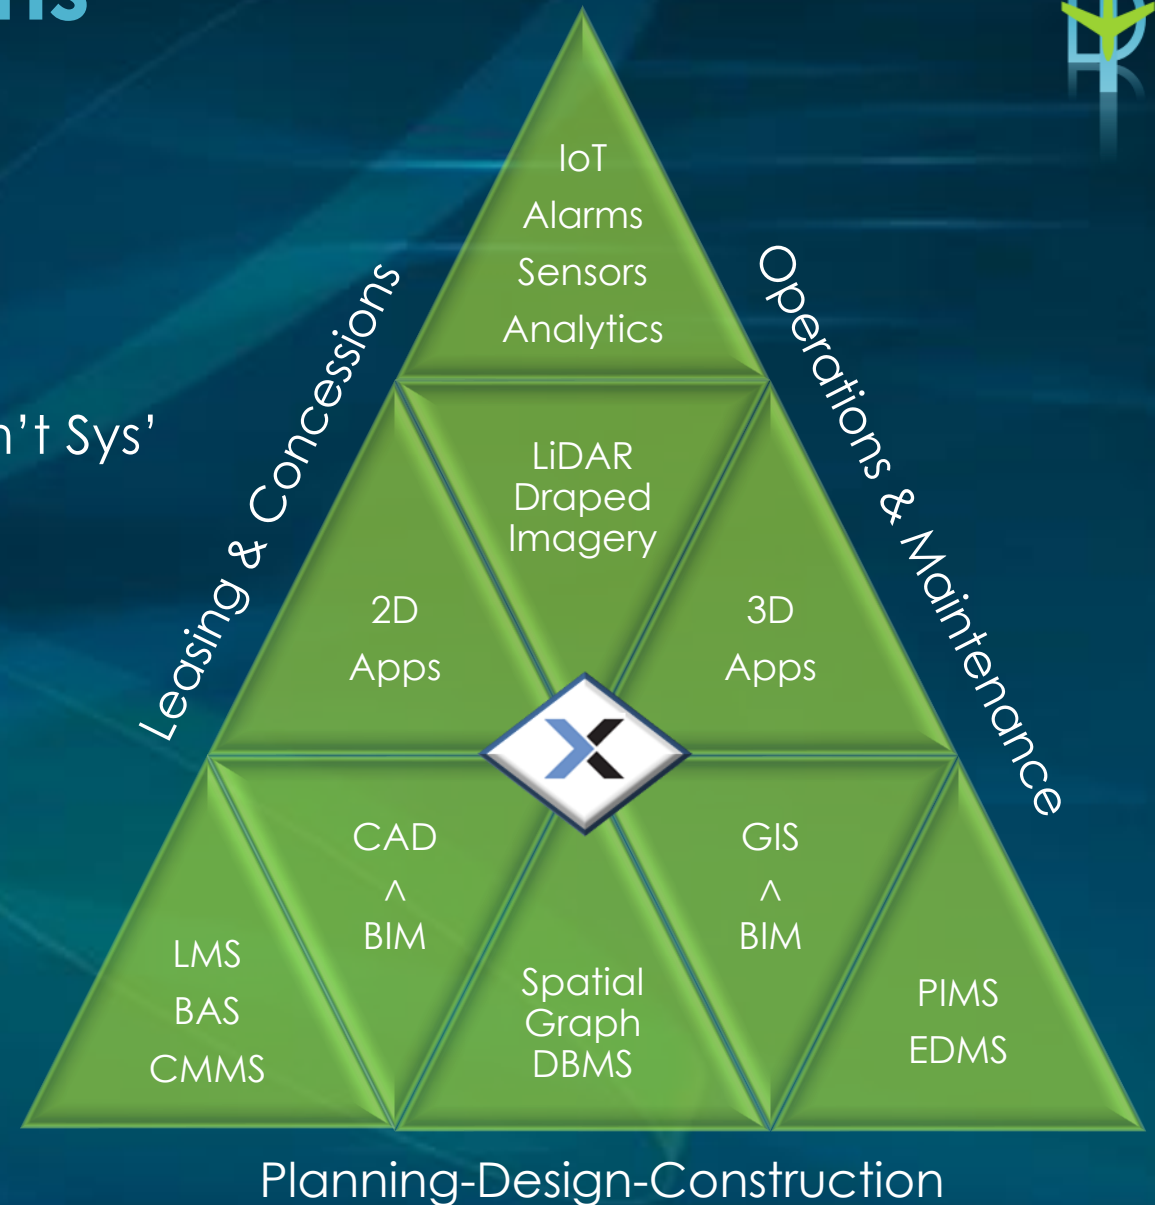 IoT
Alarms
Sensors
Analytics
Leasing & Concessions
Operations & Maintenance
Sys'
LiDAR
Draped
Imagery
2D
Apps
3D
Apps
CAD
^
BIM
GIS
^
BIM
LMS
BAS
CMMS
Spatial
Graph
DBMS
PIMS
EDMS
Planning-Design-Construction